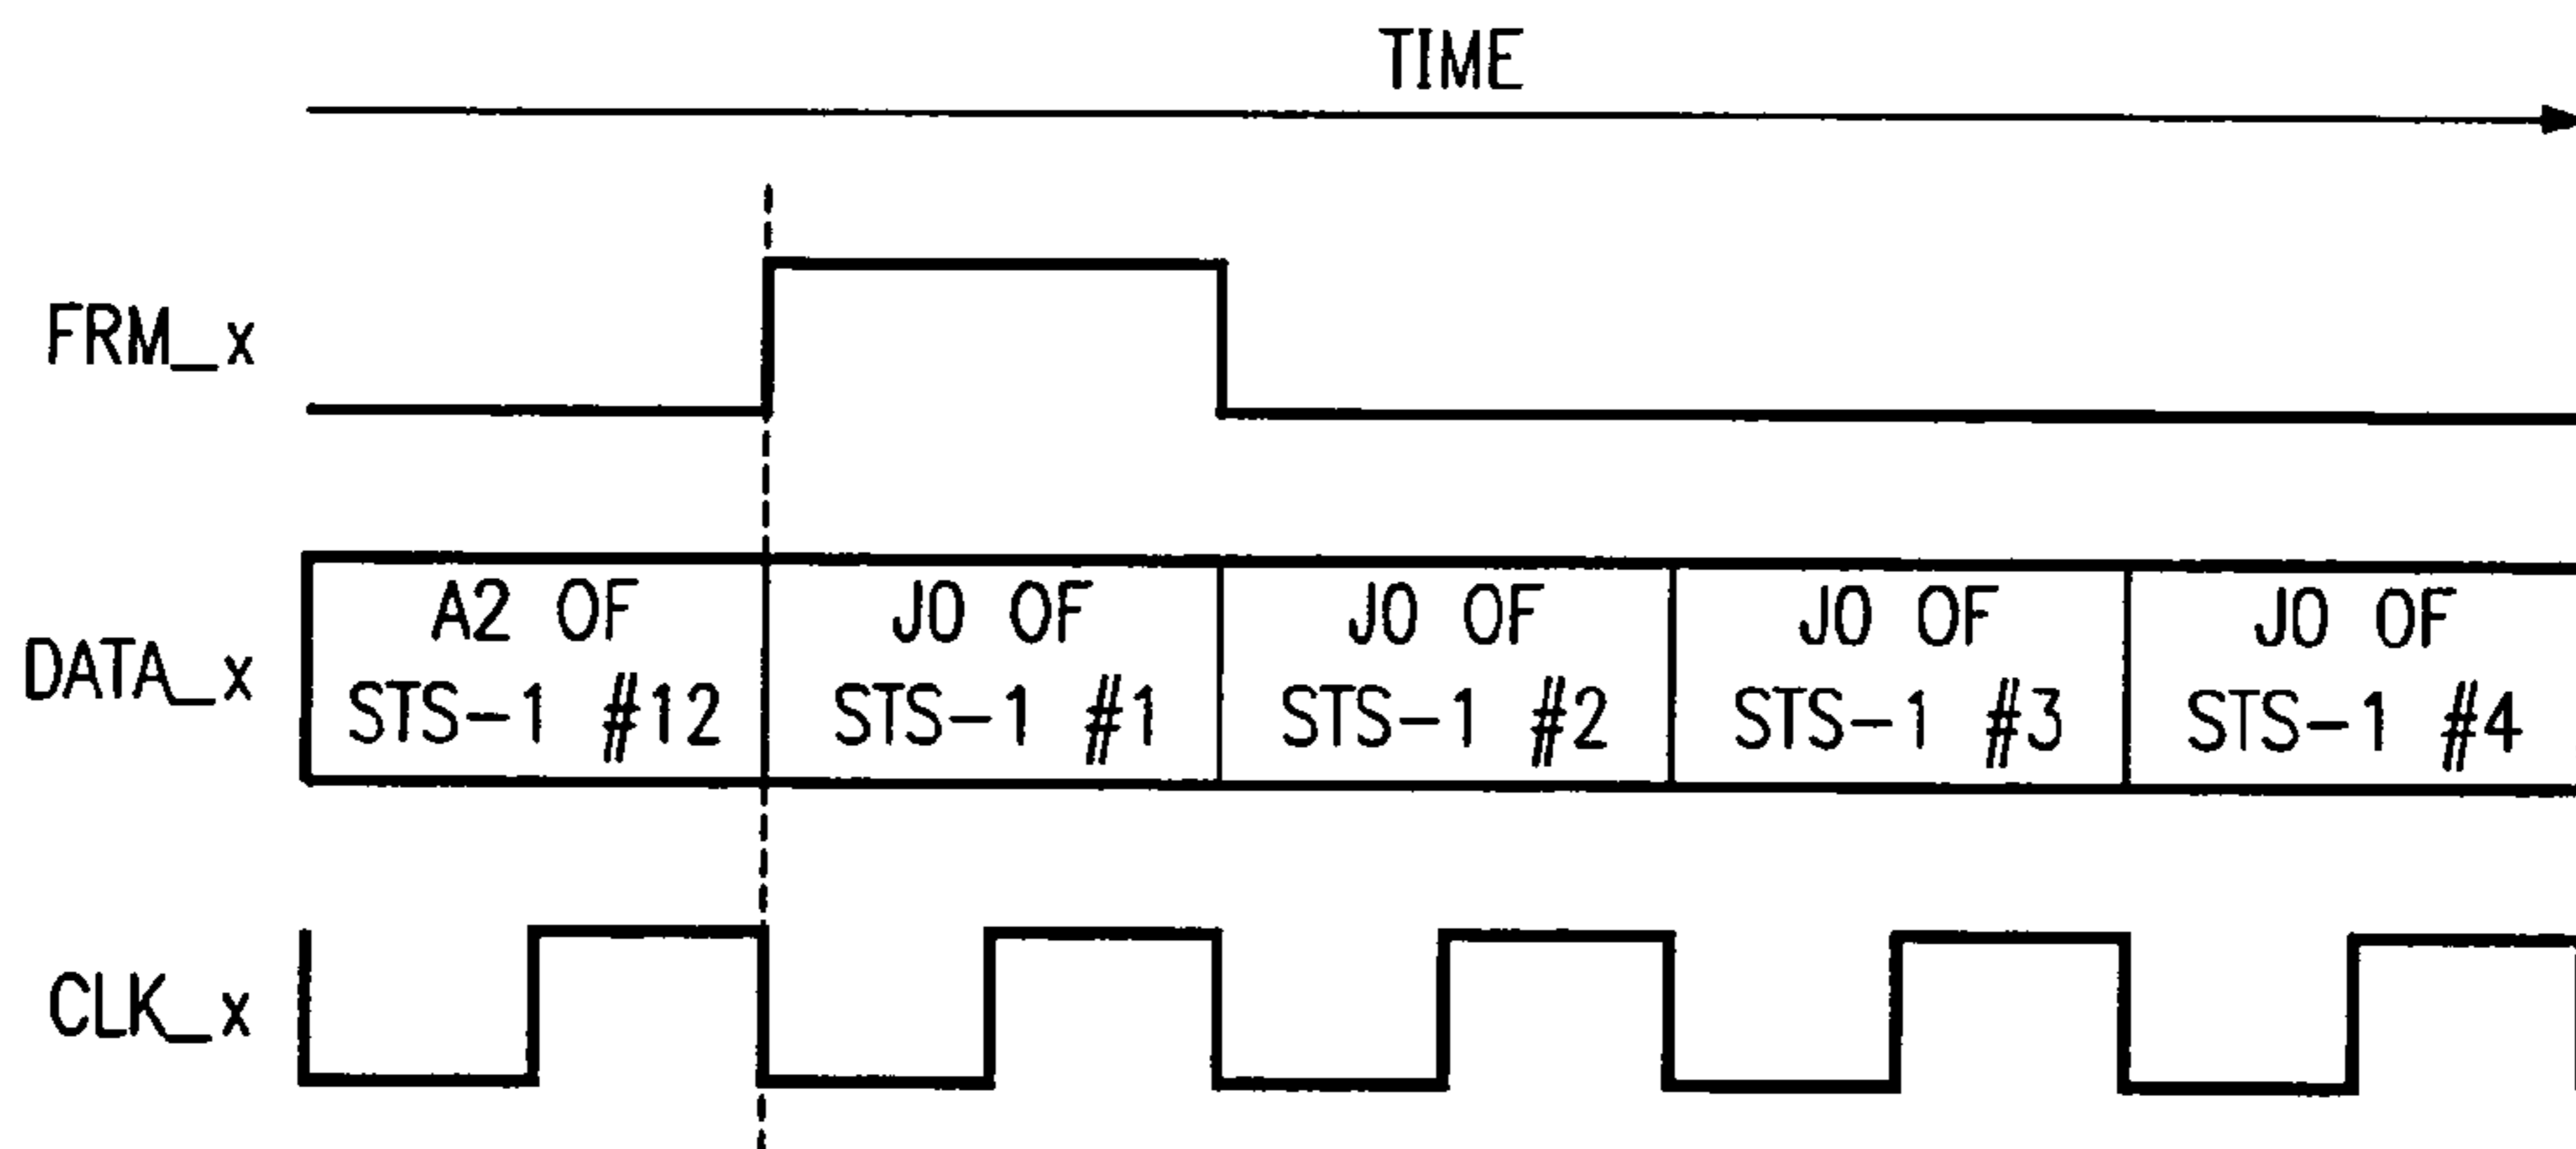 TIME
FRM_x
DATA_x
A2 OF
STS-1 #12
J0 OF
STS-1 #1
J0 OF
STS-1 #2
J0 OF
STS-1 #3
J0 OF
STS-1 #4
CLK_x